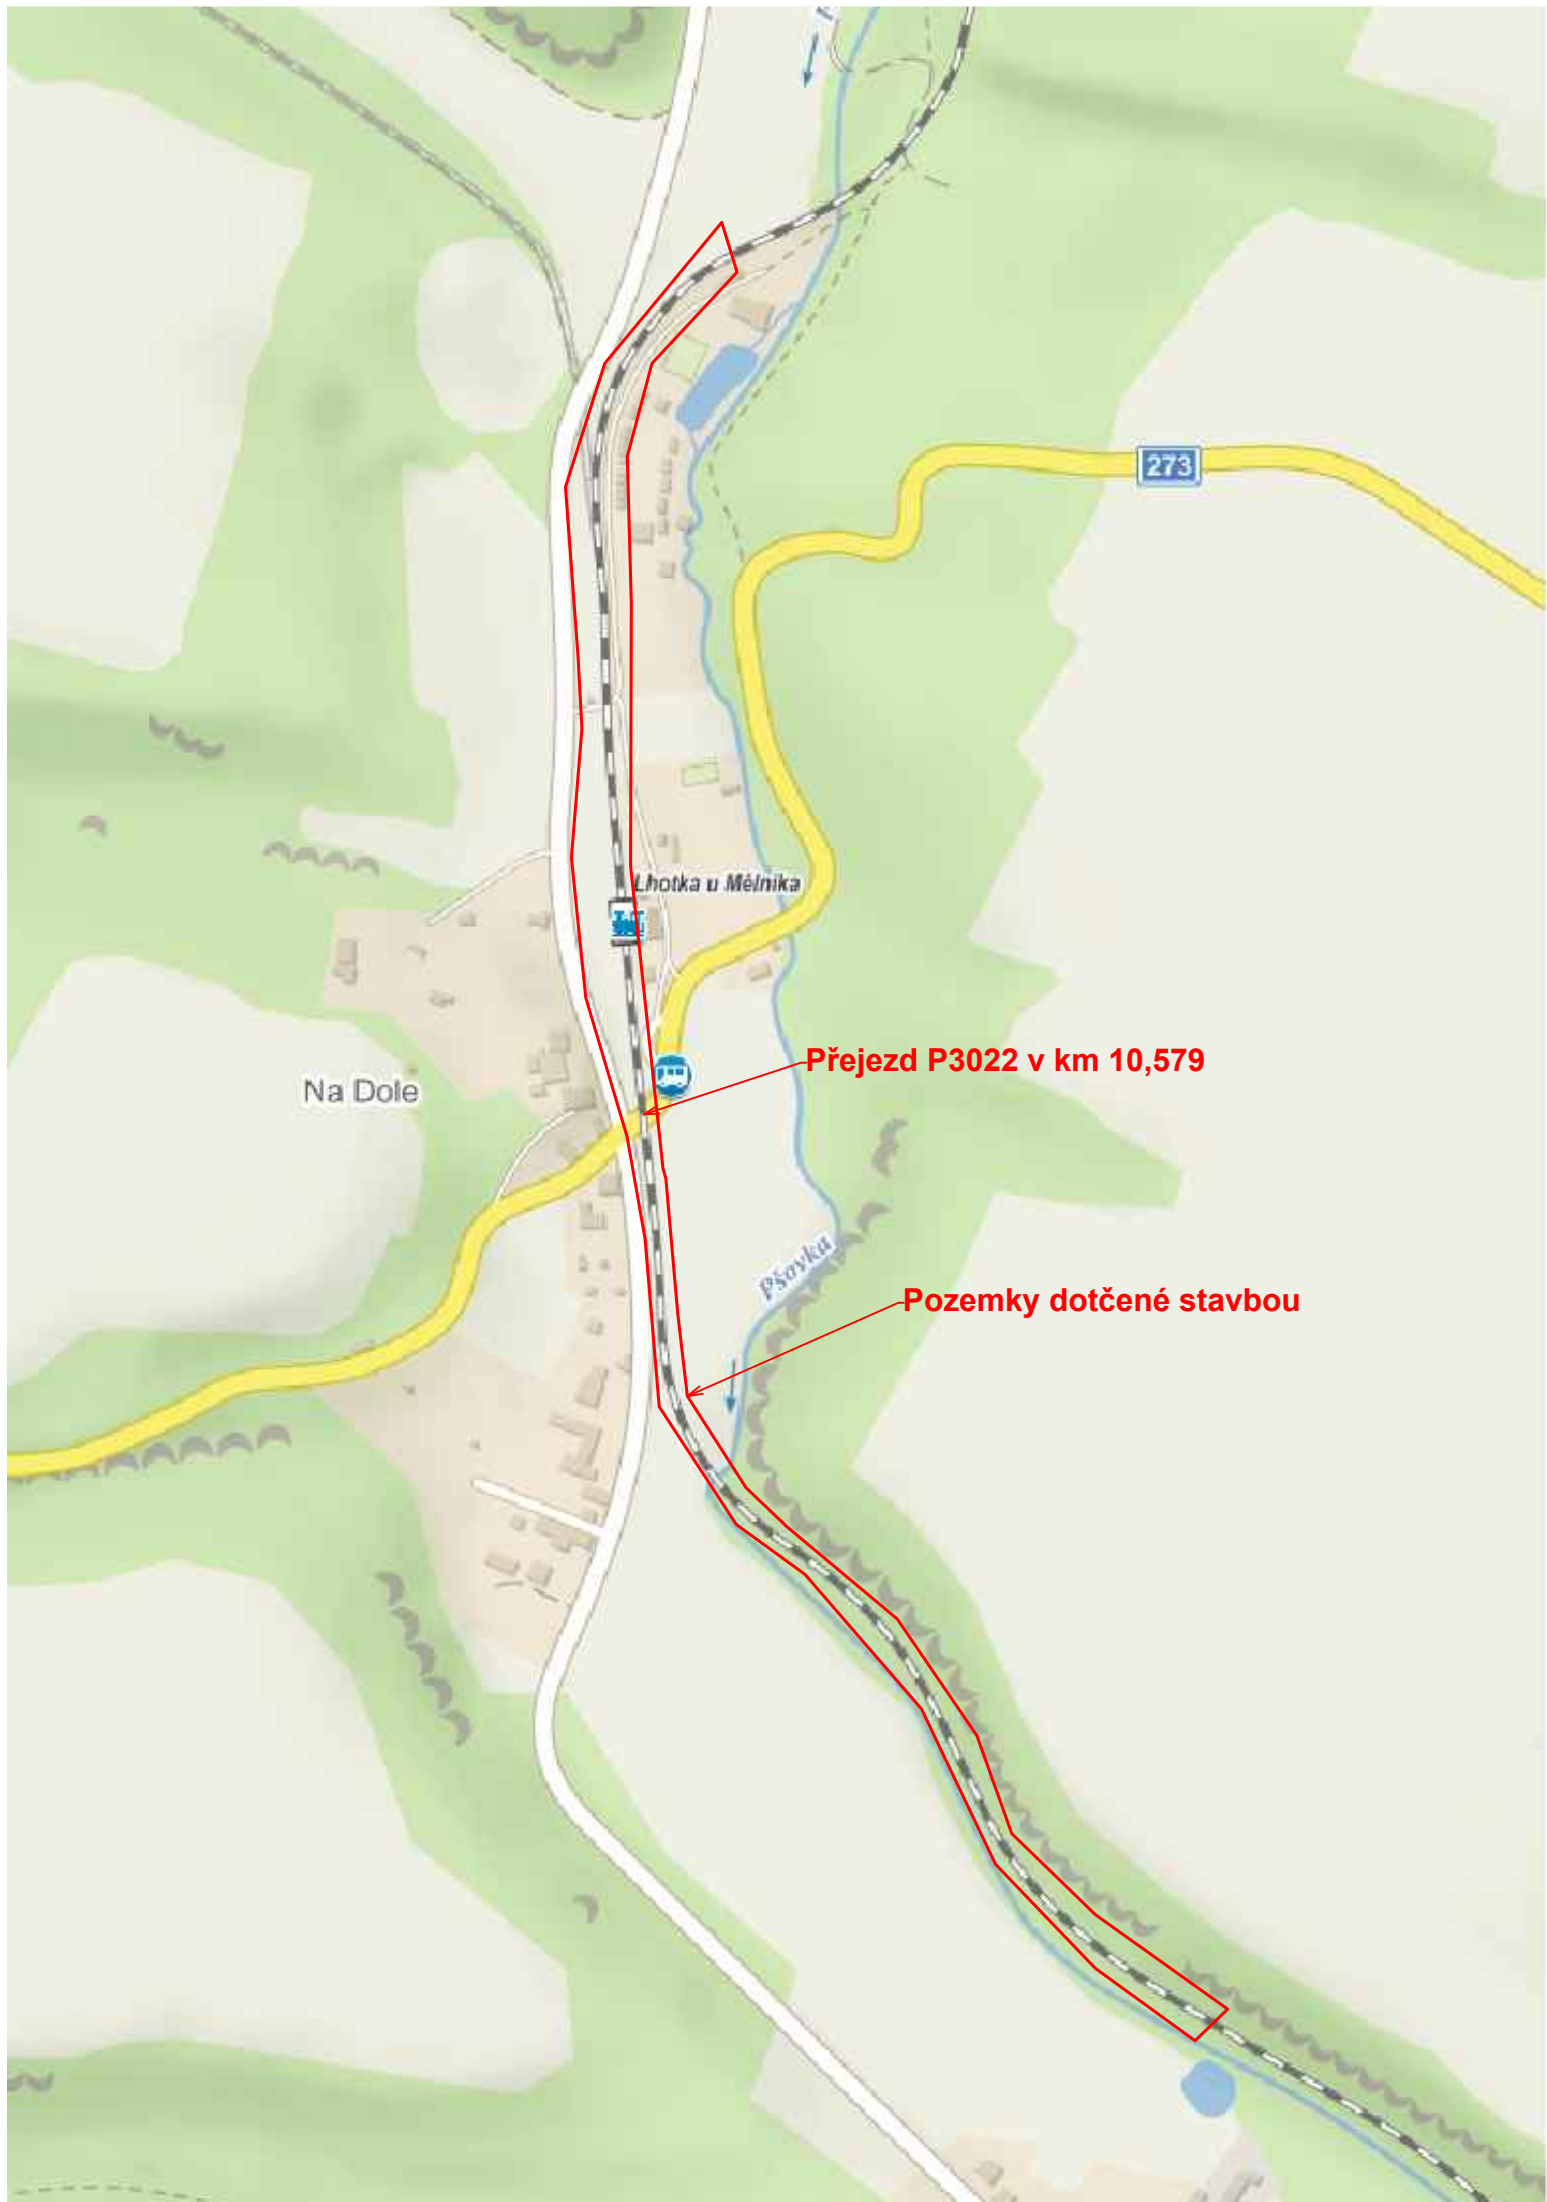 273
Lhotka u Mělníka
Přejezd P3022 v km 10,579
Na Dole
Pšovka
Pozemky dotčené stavbou